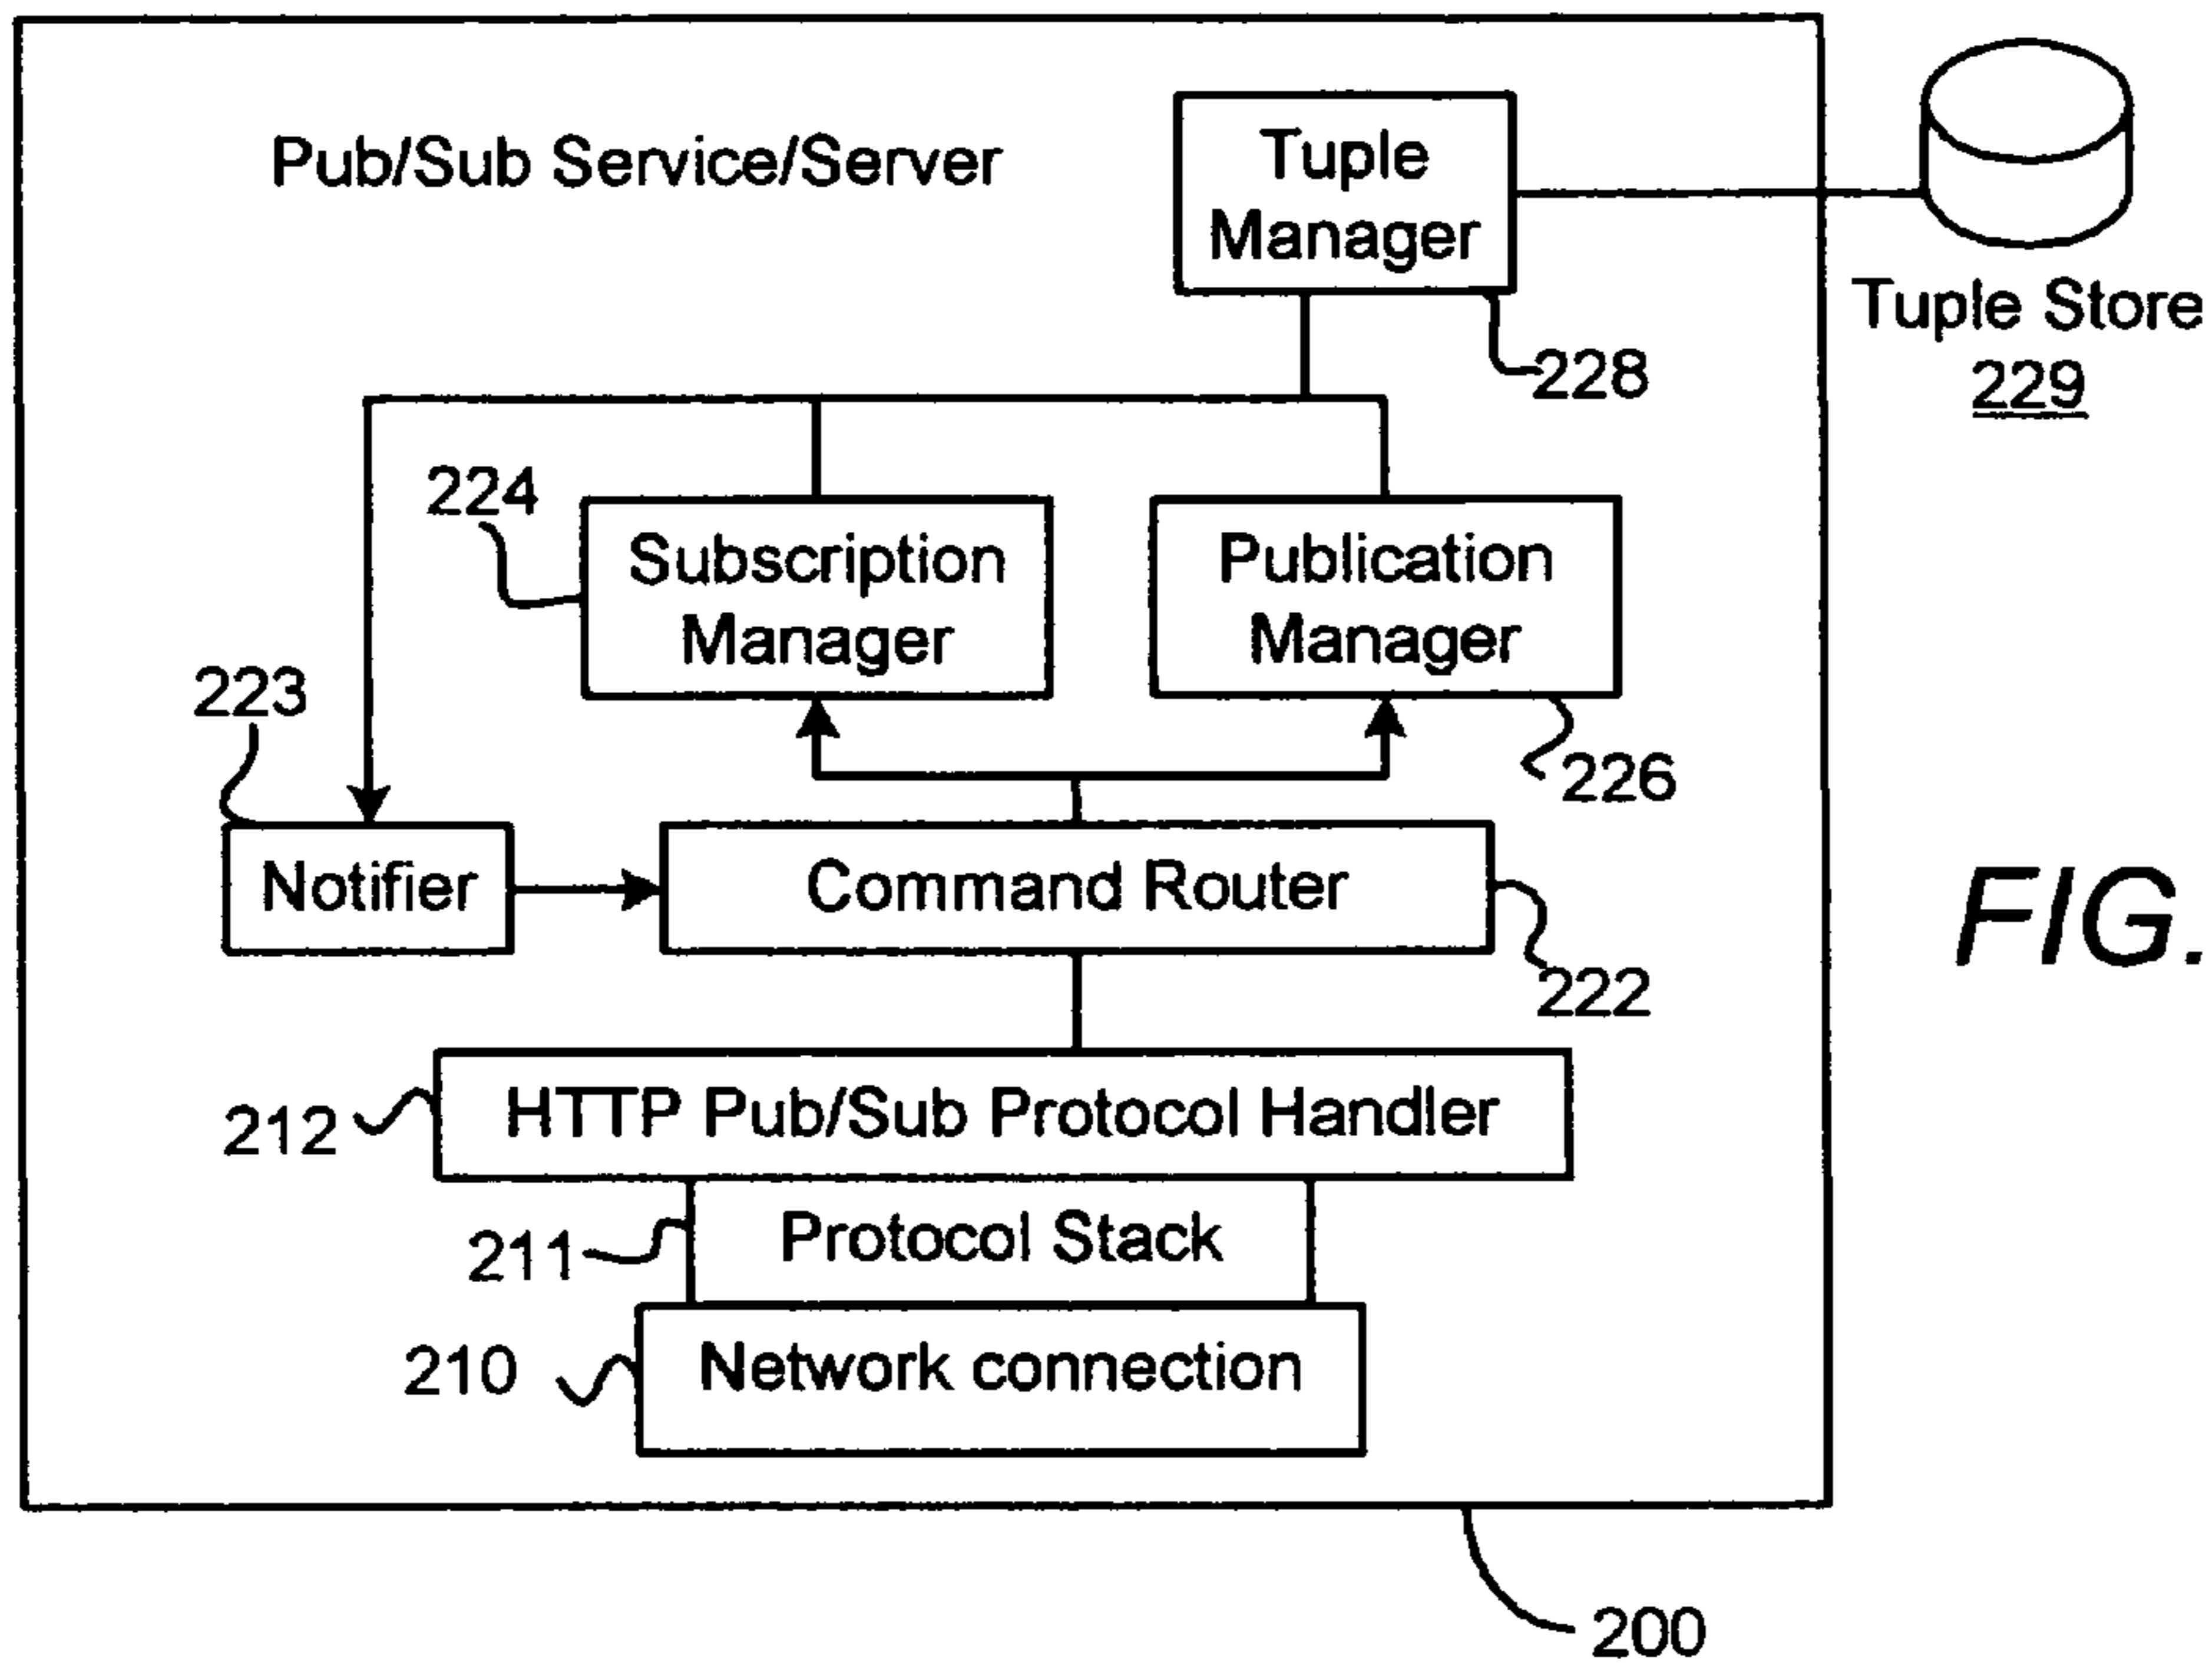 Pub/Sub Service/Server
Tuple
Manager
228
Tuple Store
229
224
Subscription
Manager
Publication
Manager
226
223
Notifier
Command Router
222
FIG.
212
HTTP Pub/Sub Protocol Handler
211
Protocol Stack
210
Network connection
200